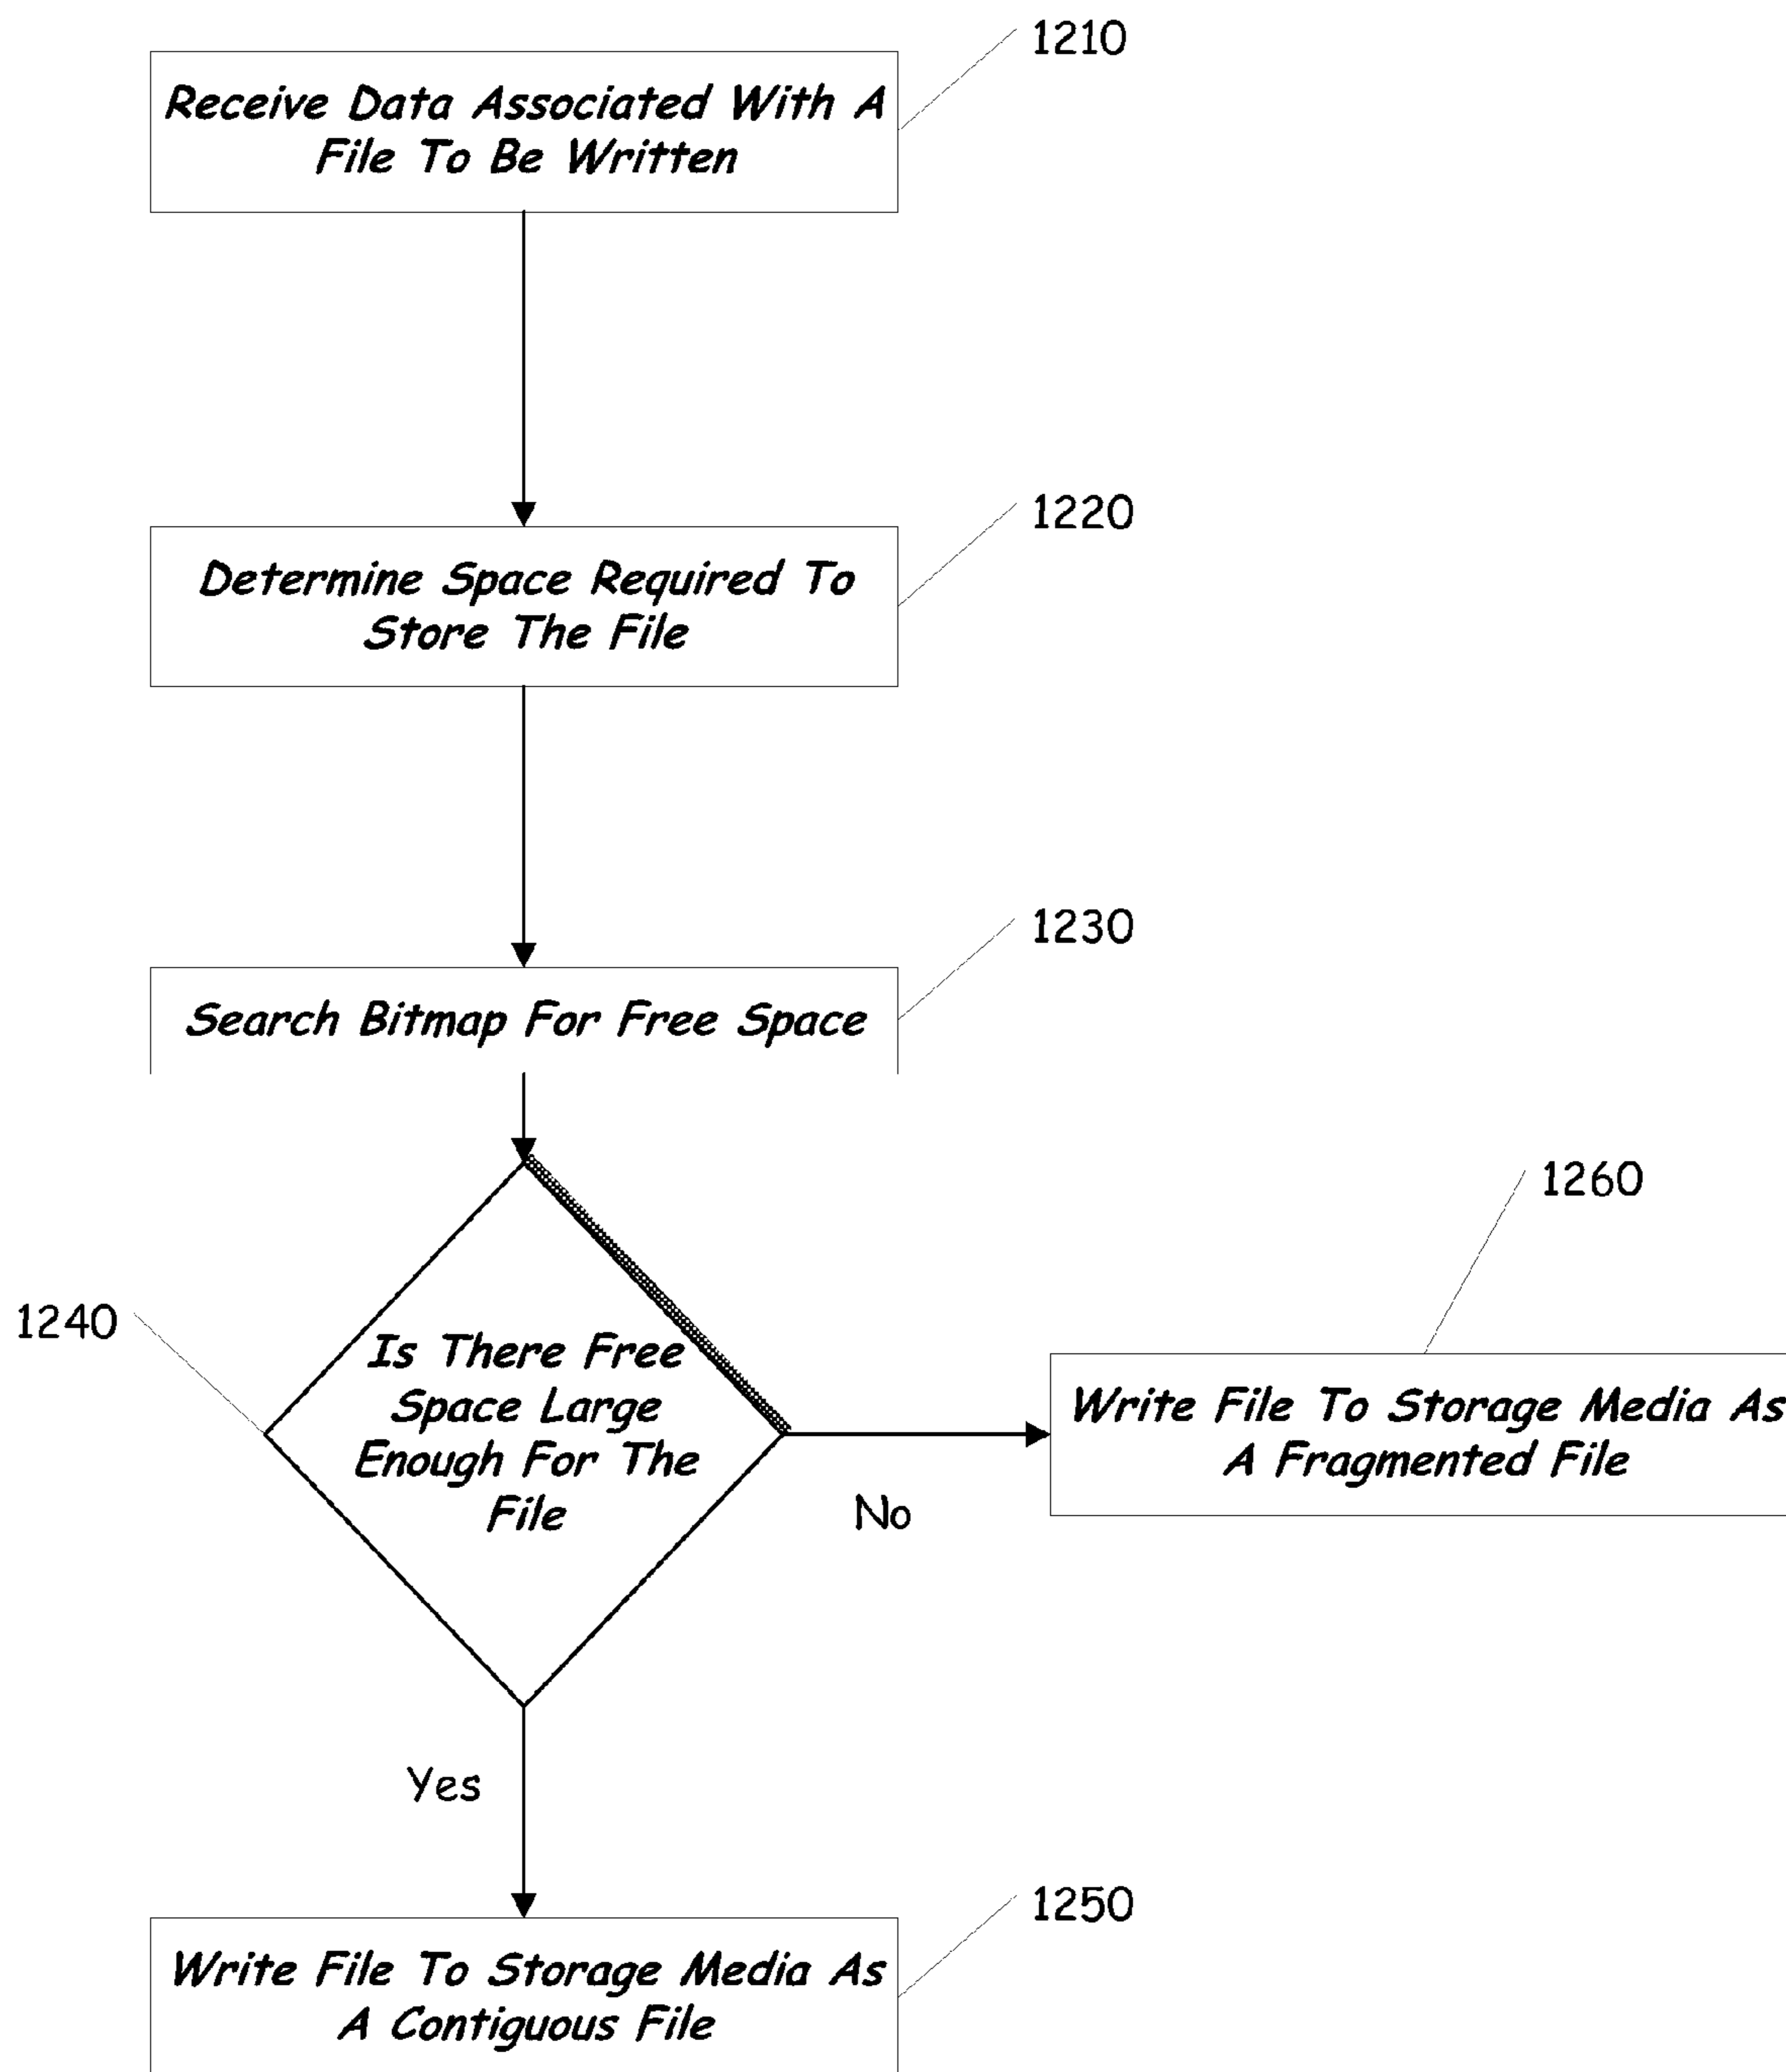 1210
Receive Data Associated With A
File To Be Written
1220
Determine Space Required To
Store The File
1230
Search Bitmap For Free Space
1240
Is There Free
Space Large
Enough For The
File
No
1260
Write File To Storage Media As
A Fragmented File
Yes
1250
Write File To Storage Media As
A Contiguous File